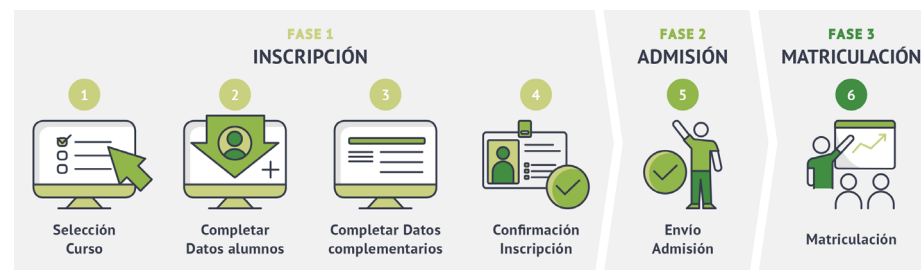 FASE 1
INSCRIPCIÓN
1
2
3
4
Selección
Curso
Completar
Datos alumnos
Completar Datos
complementarios
Confirmación
Inscripción
FASE 2
ADMISIÓN
5
Envío
Admisión
FASE 3
MATRICULACIÓN
6
Matriculación